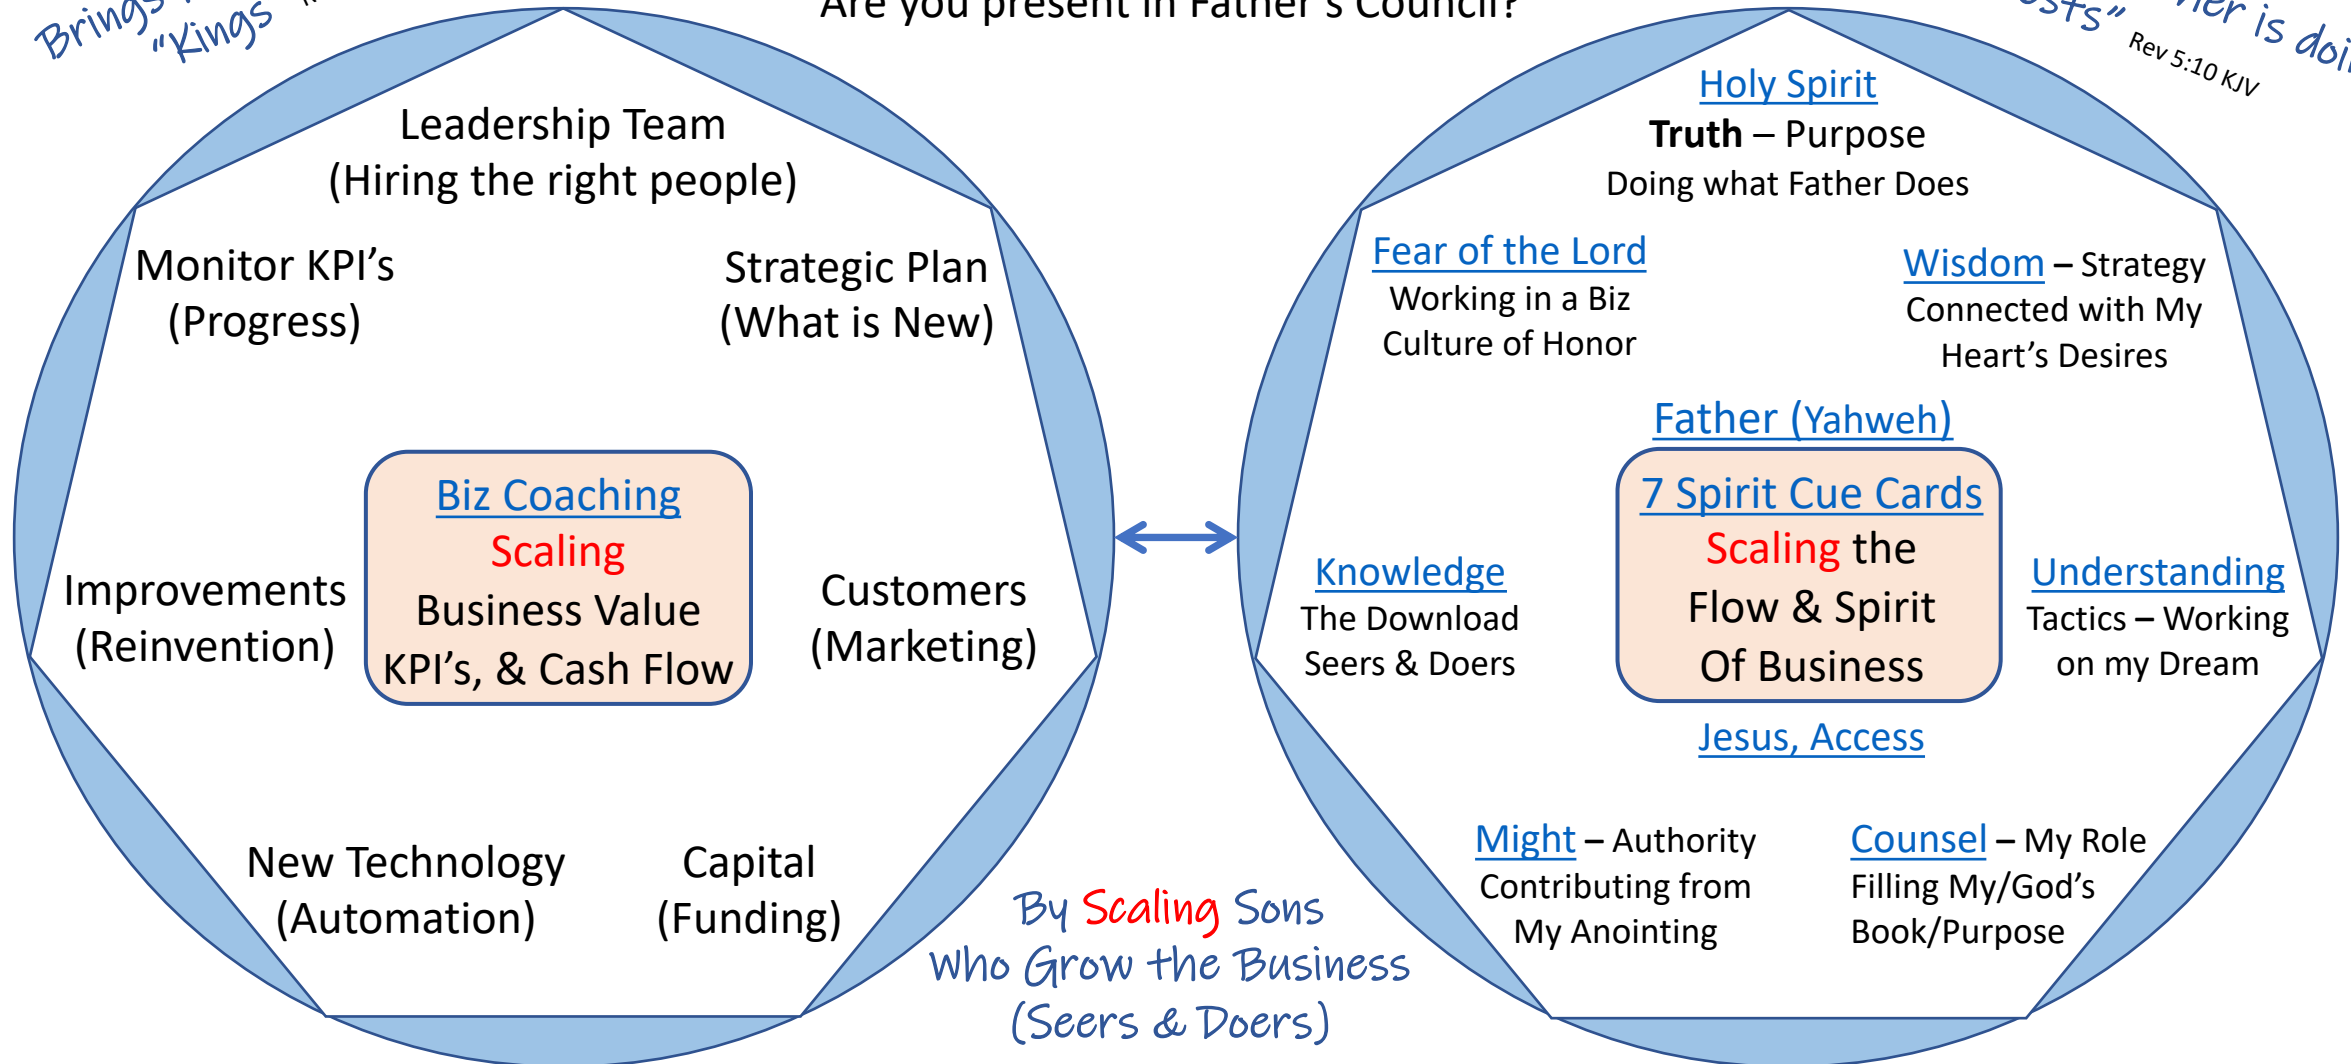 Are you present in Father's Council?
Brings
"Kings
is doing
Rev 5:10 KJV
Leadership Team
(Hiring the right people)
Monitor KPI's
(Progress)
Strategic Plan
(What is New)
Biz Coaching
Scaling
Business Value
KPI's, & Cash Flow
Improvements
(Reinvention)
Customers
(Marketing)
New Technology
(Automation)
Capital
(Funding)
By Scaling Sons
Who Grow the Business
(Seers & Doers)
Holy Spirit
Truth – Purpose
Doing what Father Does
Fear of the Lord
Working in a Biz
Culture of Honor
Wisdom – Strategy
Connected with My
Heart's Desires
Father (Yahweh)
7 Spirit Cue Cards
Scaling the
Flow & Spirit
Of Business
Knowledge
The Download
Seers & Doers
Understanding
Tactics – Working
on my Dream
Jesus, Access
Might – Authority
Contributing from
My Anointing
Counsel – My Role
Filling My/God's
Book/Purpose